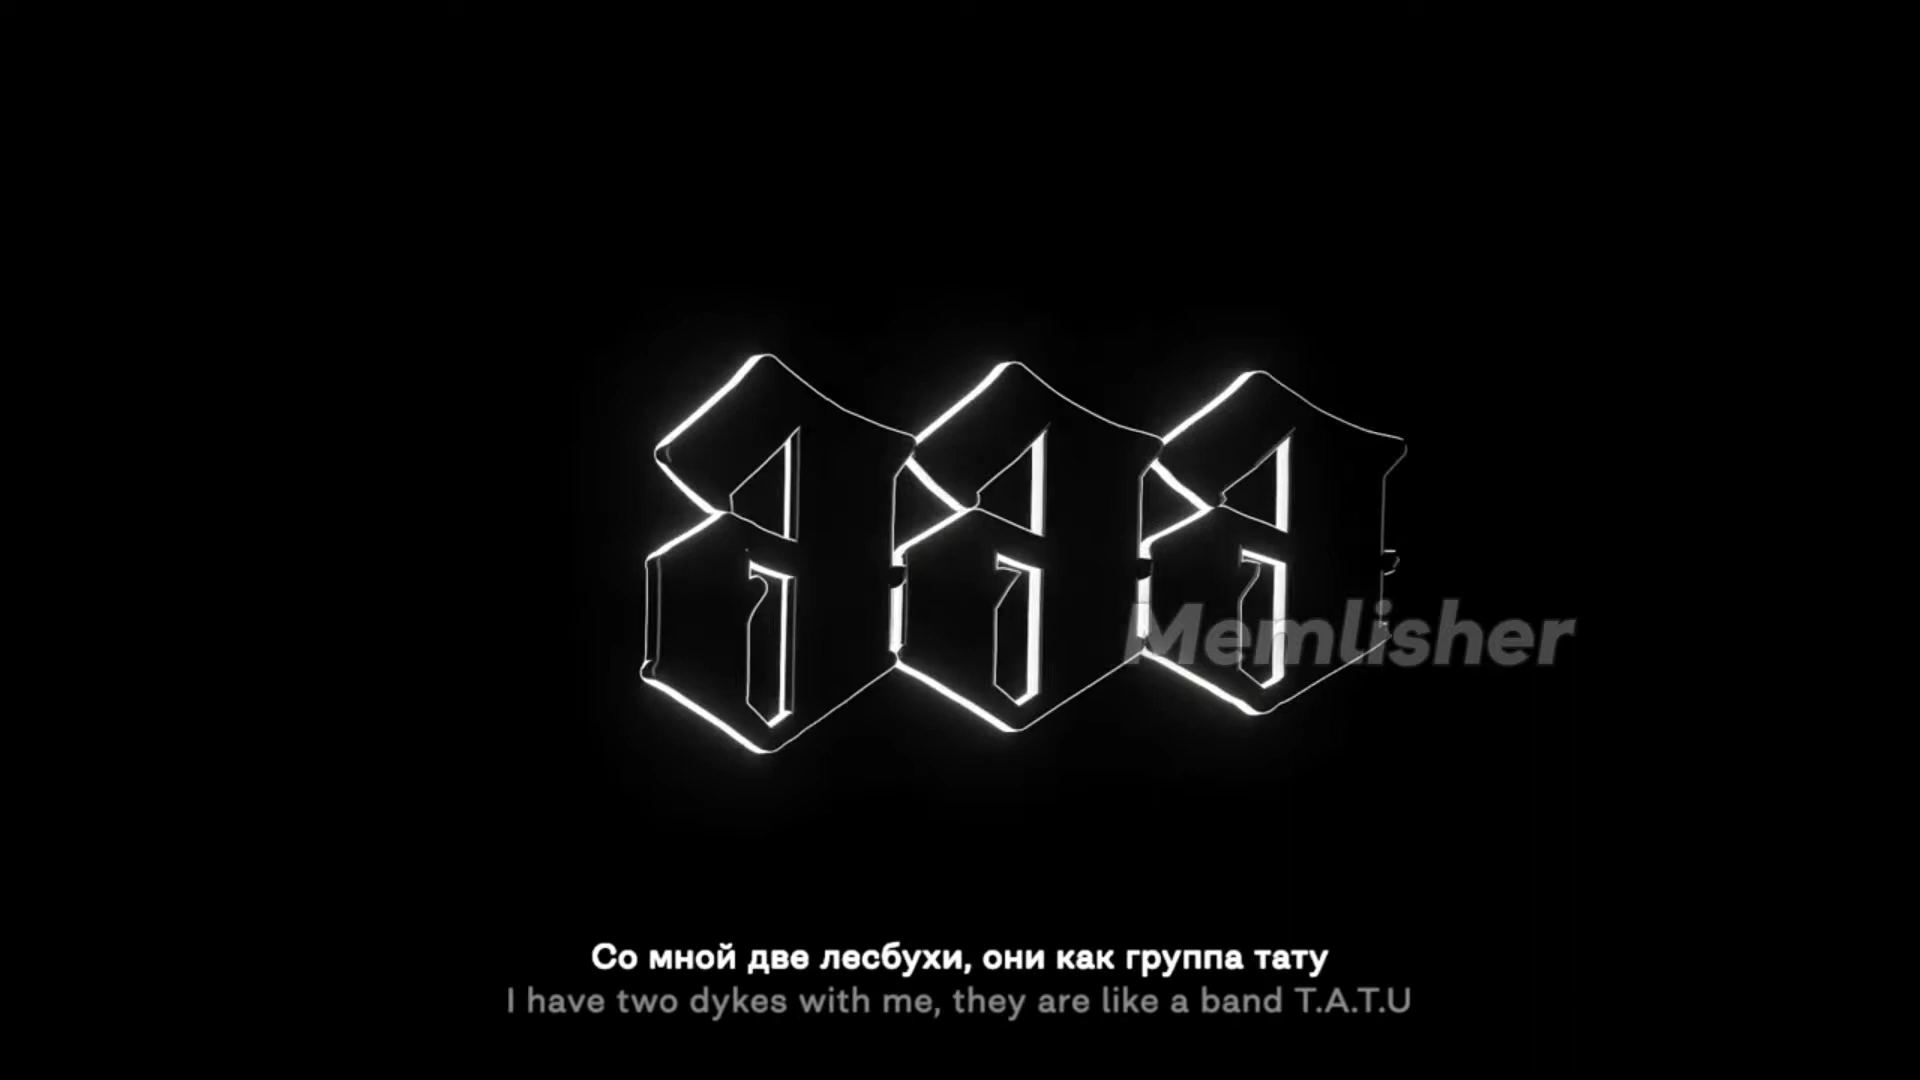 Memlisher
Со мной две лесбухи, они как группа тату
I have two dykes with me, they are like a band T.A.T.U